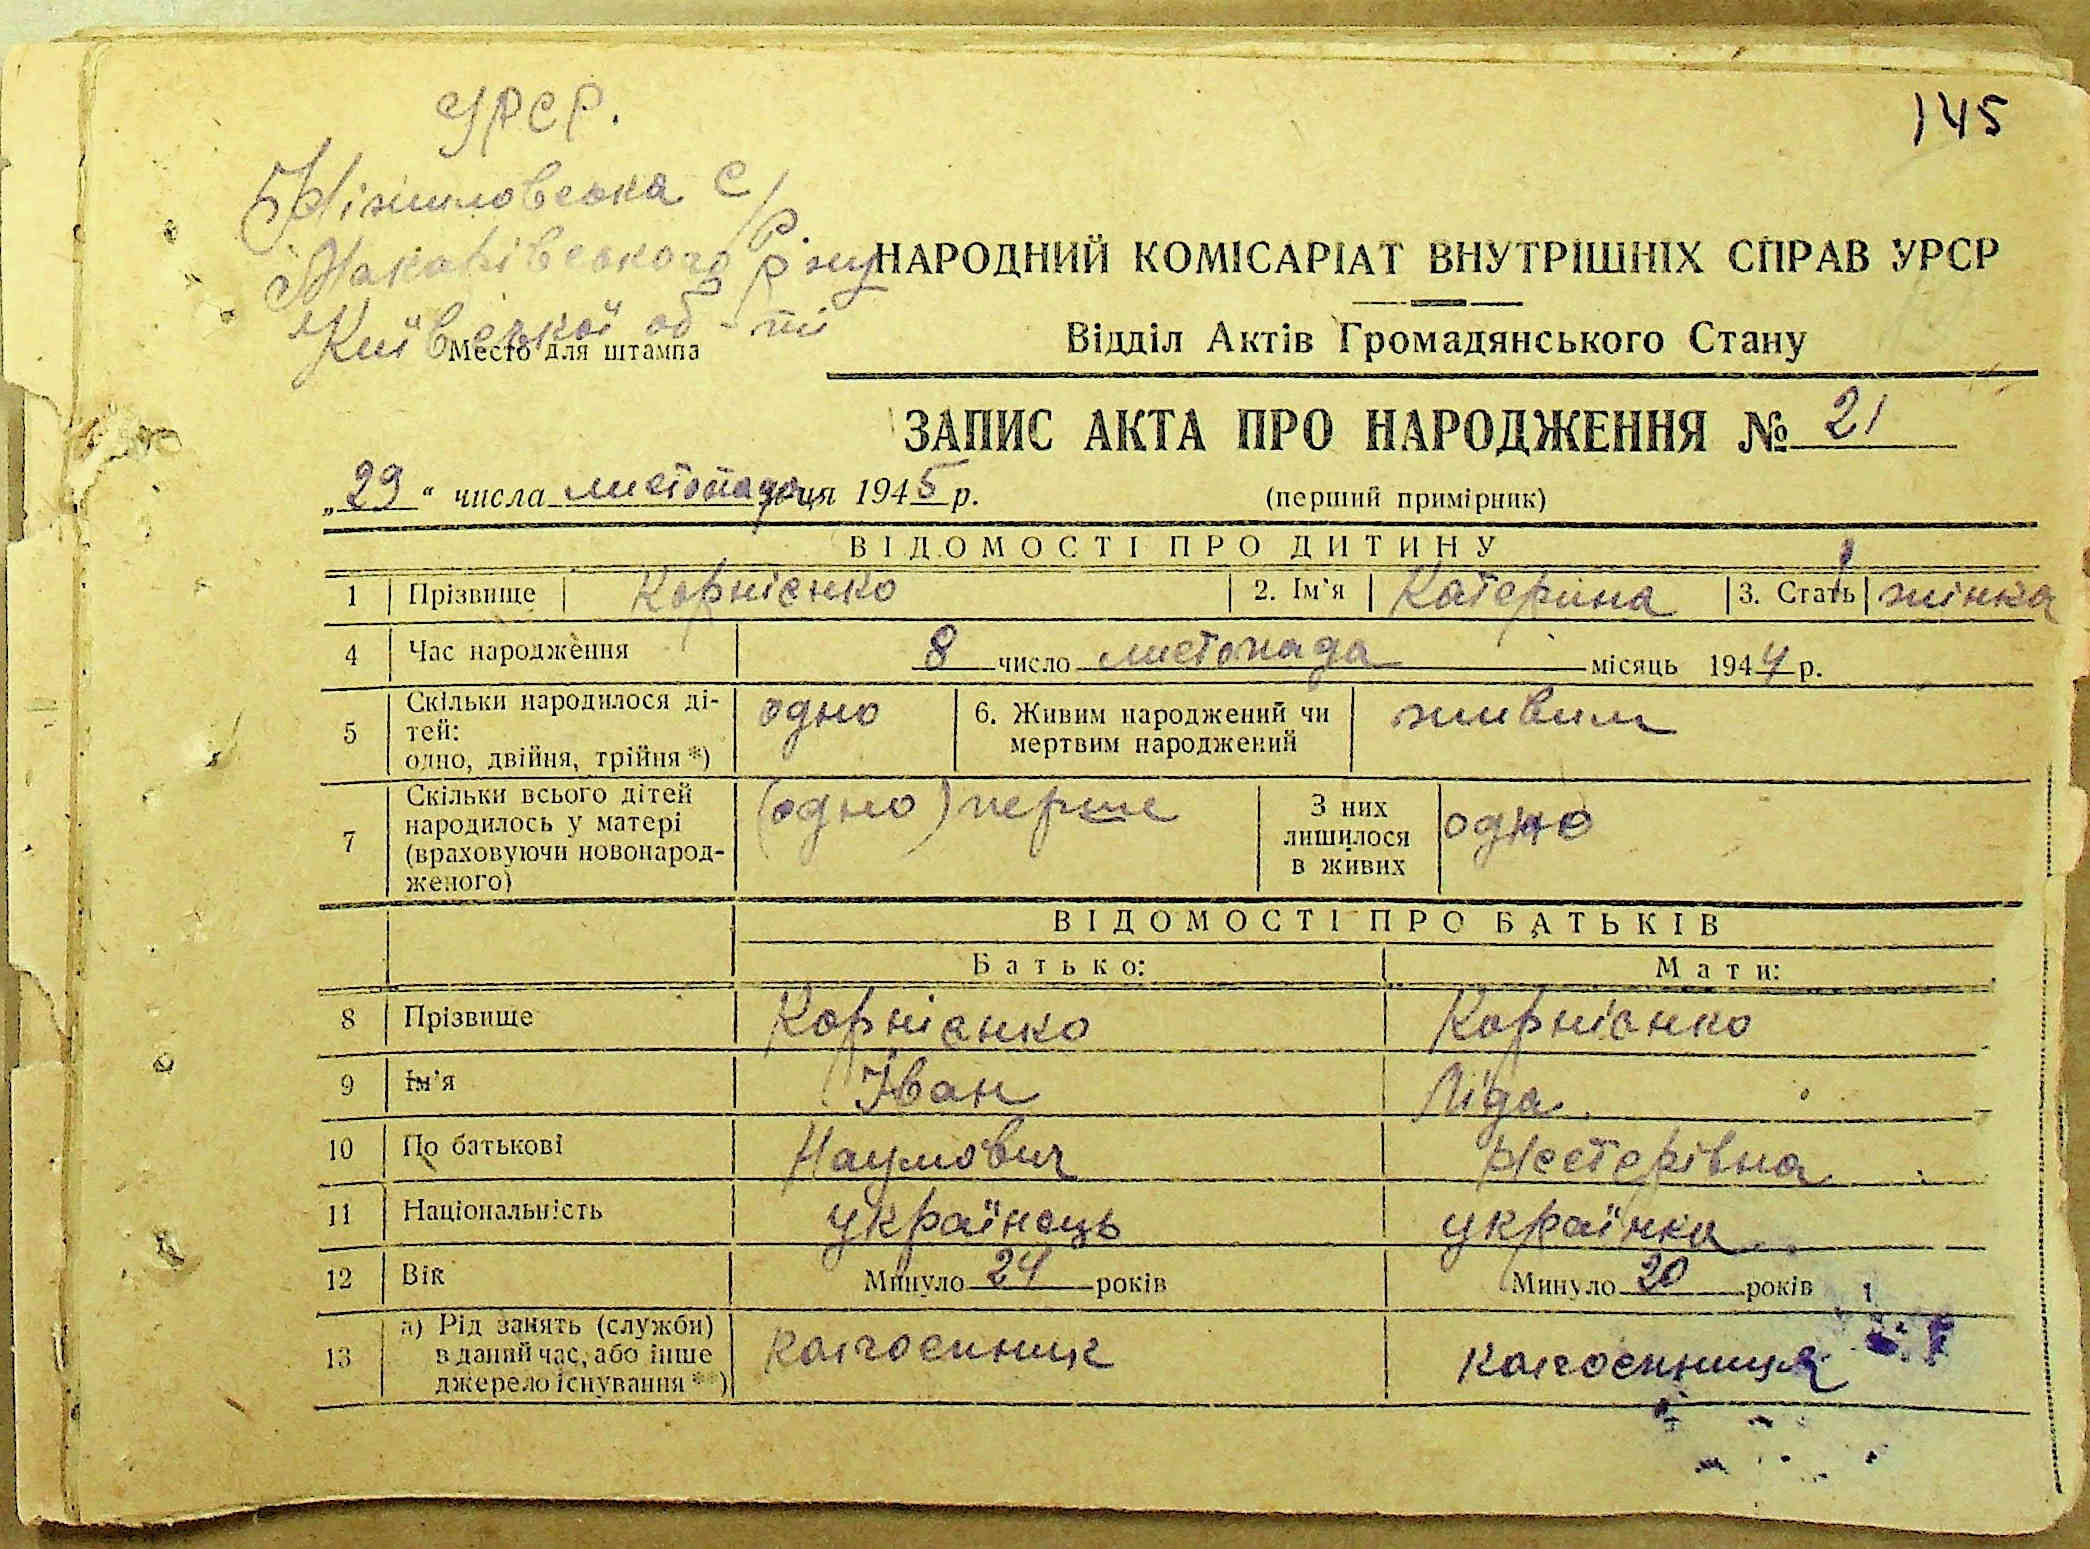 УРСР.
145
с/р.
Макарівського р-ну
Київської об-ті
Место для штампа
НАРОДНИЙ КОМІСАРІАТ ВНУТРІШНІХ СПРАВ УРСР
Відділ Актів Громадянського Стану
ЗАПИС АКТА ПРО НАРОДЖЕННЯ № 21
„29“ числа листопада ця 1945 р. (перший примірник)
ВІДОМОСТІ ПРО ДИТИНУ
1 Прізвище Корнієнко 2. Ім'я Катерина 3. Стать жінка
4 Час народження 8 число листопада місяць 1944 р.
5 Скільки народилося ді-
тей:
одно, двійня, трійня *)
одно
6. Живим народжений чи
мертвим народжений
живим
7 Скільки всього дітей
народилось у матері
(враховуючи новонарод-
женого)
(одно) перше
З них
лишилося
в живих
одно
ВІДОМОСТІ ПРО БАТЬКІВ
Батько: Мати:
8 Прізвище Корнієнко Корнієнко
9 Ім'я Іван Ліда
10 По батькові Наумович Нестерівна
11 Національність українець українка
12 Вік Минуло 24 років Минуло 20 років
13 а) Рід занять (служби)
в даний час, або інше
джерело існування **)
колгоспник колгоспниця